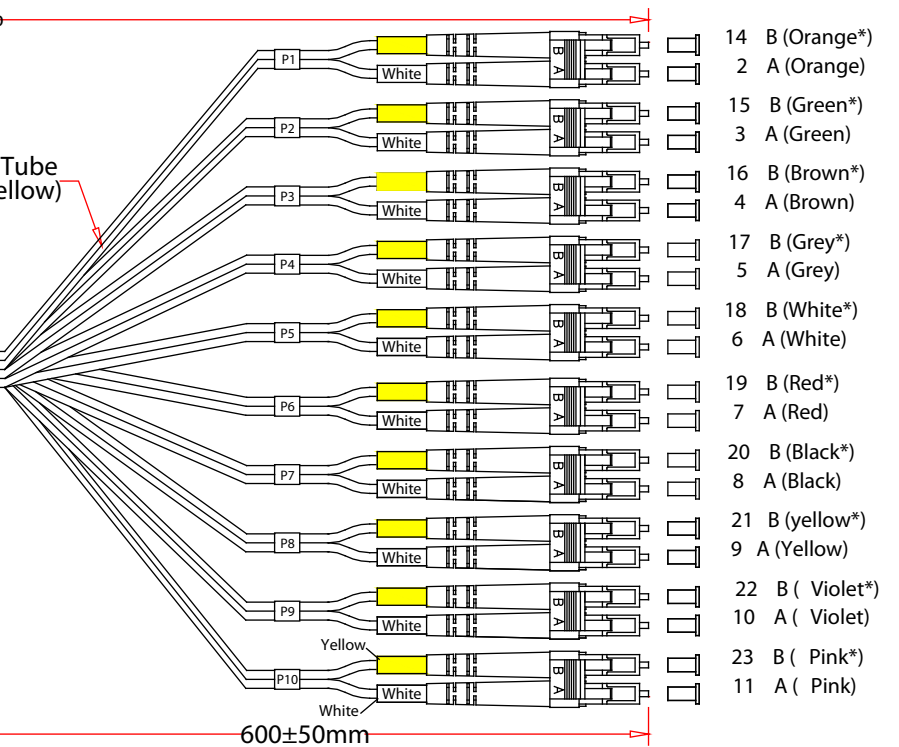 14 B (Orange*)
P1
B
White
A
2 A (Orange)
15 B (Green*)
P2
B
White
A
3 A (Green)
Tube
ellow)
16 B (Brown*)
P3
B
White
A
4 A (Brown)
17 B (Grey*)
P4
B
White
A
5 A (Grey)
18 B (White*)
P5
B
White
A
6 A (White)
19 B (Red*)
P6
B
White
A
7 A (Red)
20 B (Black*)
P7
B
White
A
8 A (Black)
21 B (yellow*)
P8
B
White
A
9 A (Yellow)
22 B ( Violet*)
P9
B
White
A
10 A ( Violet)
Yellow
23 B ( Pink*)
P10
B
White
A
11 A ( Pink)
White
600±50mm